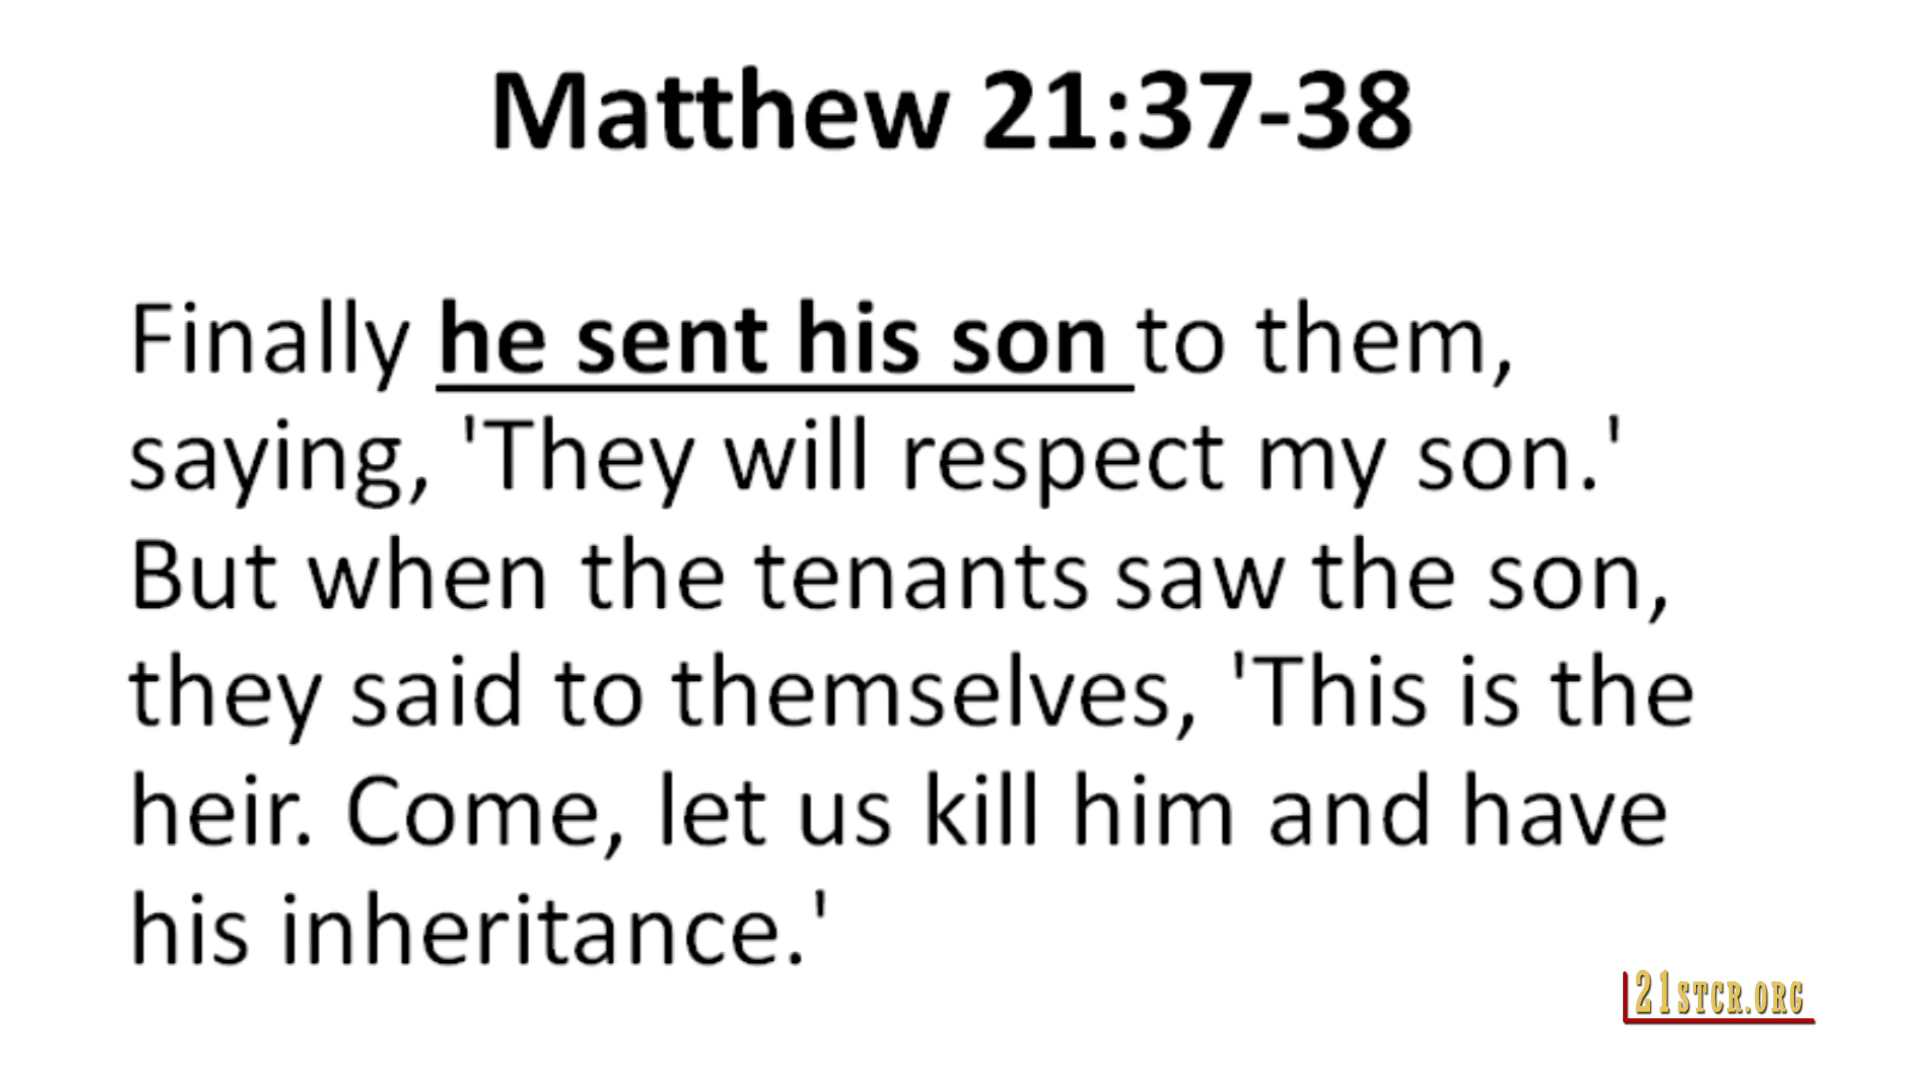 Matthew 21:37-38
Finally he sent his son to them,
saying, 'They will respect my son.'
But when the tenants saw the son,
they said to themselves, 'This is the
heir. Come, let us kill him and have
his inheritance.'
21STCR.ORG